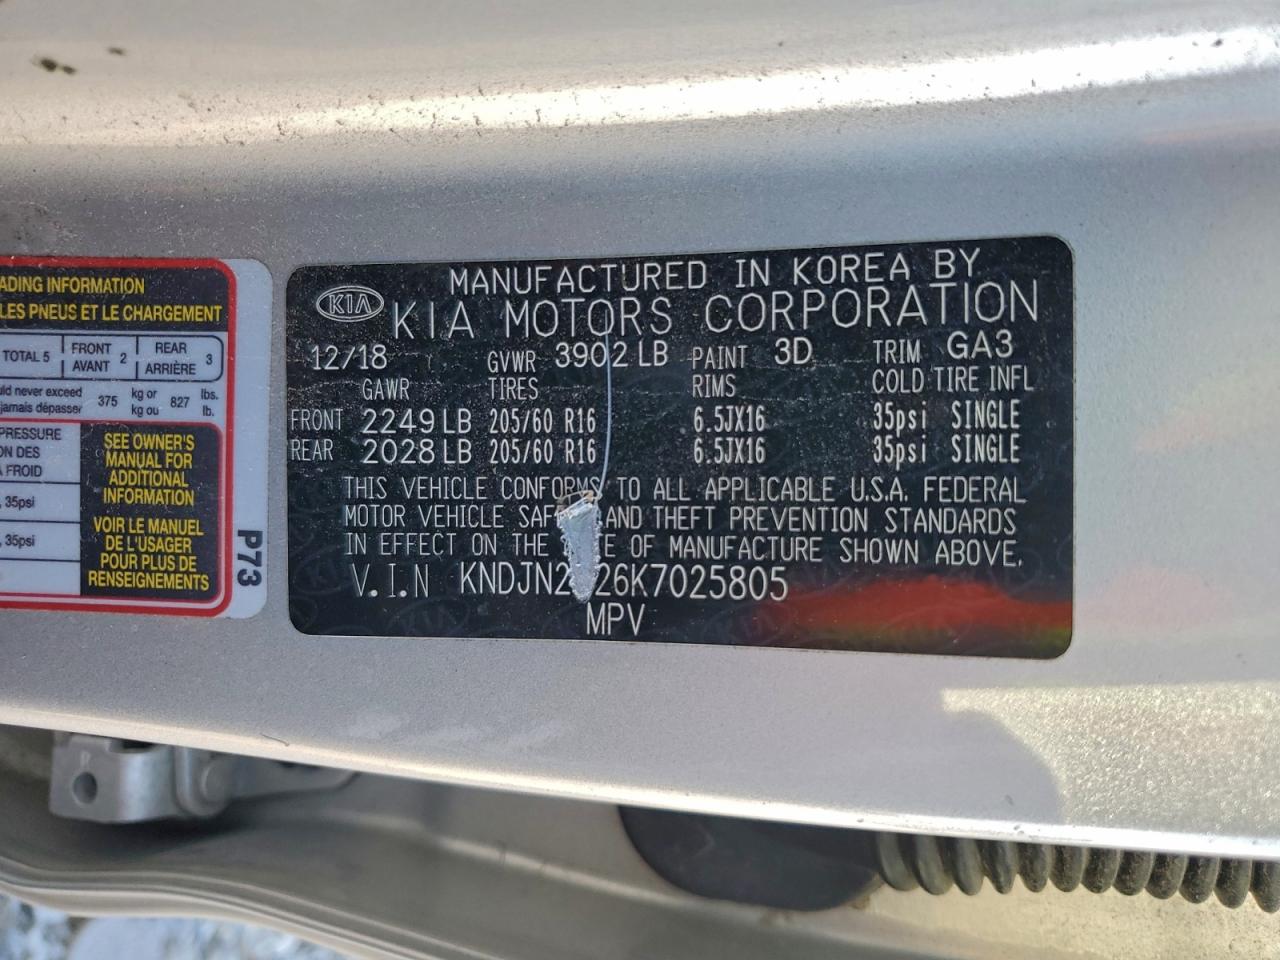 ADING INFORMATION
LES PNEUS ET LE CHARGEMENT
TOTAL 5 FRONT AVANT 2 REAR ARRIÈRE 3
uld never exceed
jamais dépasser 375 kg or kg ou 827 lbs. lb.
PRESSURE
ON DES
A FROID
, 35psi
, 35psi
SEE OWNER'S
MANUAL FOR
ADDITIONAL
INFORMATION
VOIR LE MANUEL
DE L'USAGER
POUR PLUS DE
RENSEIGNEMENTS
P73
MANUFACTURED IN KOREA BY
KIA KIA MOTORS CORPORATION
12/18 GVWR 3902 LB PAINT 3D TRIM GA3
GAWR TIRES RIMS COLD TIRE INFL
FRONT 2249 LB 205/60 R16 6.5JX16 35psi SINGLE
REAR 2028 LB 205/60 R16 6.5JX16 35psi SINGLE
THIS VEHICLE CONFORMS TO ALL APPLICABLE U.S.A. FEDERAL
MOTOR VEHICLE AND THEFT PREVENTION STANDARDS
IN EFFECT ON THE OF MANUFACTURE SHOWN ABOVE.
V.I.N KNDJN2 26K7025805
MPV